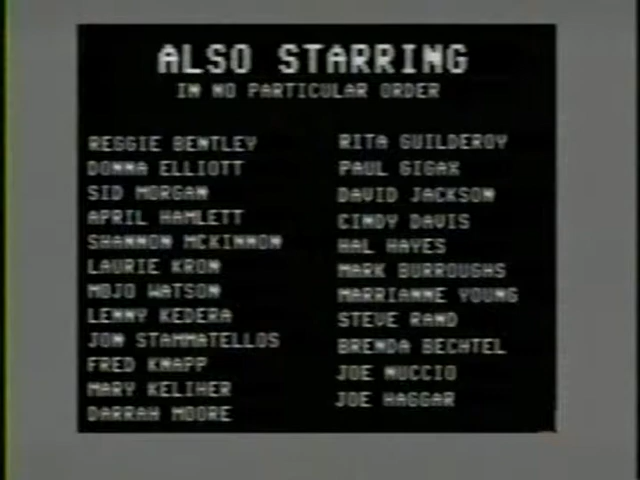 ALSO STARRING
IN NO PARTICULAR ORDER
REGGIE BENTLEY
DONNA ELLIOTT
SID MORGAN
APRIL HAMLETT
SHANNON MCKINNON
LAURIE KRON
MOJO WATSON
LENNY KEDERA
JON STAMMATELLOS
FRED KNAPP
MARY KELIHER
DARRAH MOORE
RITA GUILDEROY
PAUL GIGAX
DAVID JACKSON
CINDY DAVIS
HAL HAYES
MARK BURROUGHS
MARRIANNE YOUNG
STEVE RAND
BRENDA BECHTEL
JOE NUCCIO
JOE HAGGAR